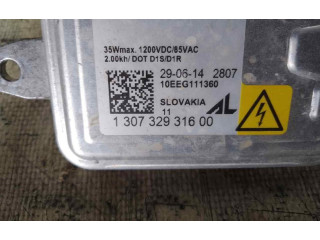 35Wmax. 1200VDC/85VAC
2.00kh/ DOT D1S/D1R
29-06-14 2807
10EEG111360
SLOVAKIA
11
AL
1 307 329 316 00